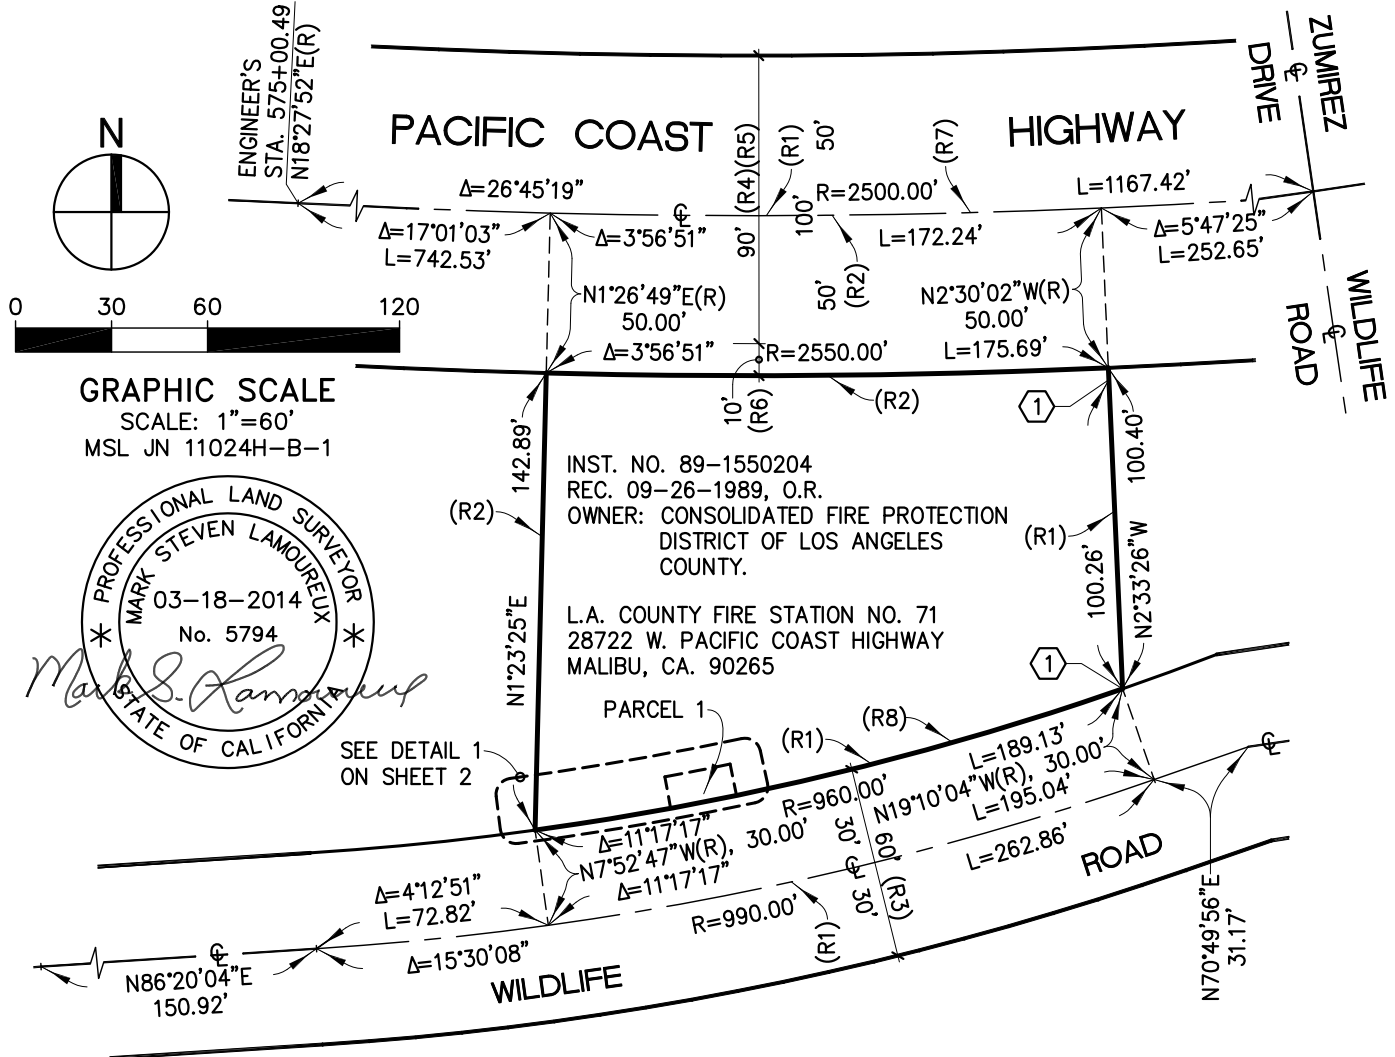 ENGINEER'S
STA. 575+00.49
N18°27'52"E(R)
ZUMIREZ
DRIVE
℄
N
PACIFIC COAST HIGHWAY
(R4)(R5)
(R1)
50'
(R7)
Δ=26°45'19"
R=2500.00'
L=1167.42'
℄
90'
100'
Δ=17°01'03"
L=742.53'
Δ=3°56'51"
L=172.24'
Δ=5°47'25"
L=252.65'
50'
(R2)
N1°26'49"E(R)
50.00'
N2°30'02"W(R)
50.00'
WILDLIFE
ROAD
℄
0 30 60 120
Δ=3°56'51"
R=2550.00'
L=175.69'
GRAPHIC SCALE
SCALE: 1"=60'
MSL JN 11024H-B-1
10'
(R6)
(R2)
1
142.89'
100.40'
INST. NO. 89-1550204
REC. 09-26-1989, O.R.
OWNER: CONSOLIDATED FIRE PROTECTION
DISTRICT OF LOS ANGELES
COUNTY.
(R2)
(R1)
PROFESSIONAL LAND SURVEYOR
MARK STEVEN LAMOUREUX
03-18-2014
No. 5794
STATE OF CALIFORNIA
Mark S. Lamoureux
N1°23'25"E
100.26'
N2°33'26"W
L.A. COUNTY FIRE STATION NO. 71
28722 W. PACIFIC COAST HIGHWAY
MALIBU, CA. 90265
1
PARCEL 1
(R1)
(R8)
SEE DETAIL 1
ON SHEET 2
L=189.13'
N19°10'04"W(R), 30.00'
L=195.04'
R=960.00'
Δ=11°17'17"
N7°52'47"W(R), 30.00'
Δ=11°17'17"
30'
60'
(R3)
30'
℄
L=262.86'
℄
ROAD
Δ=4°12'51"
L=72.82'
R=990.00'
(R1)
N70°49'56"E
31.17'
℄
Δ=15°30'08"
N86°20'04"E
150.92'
WILDLIFE